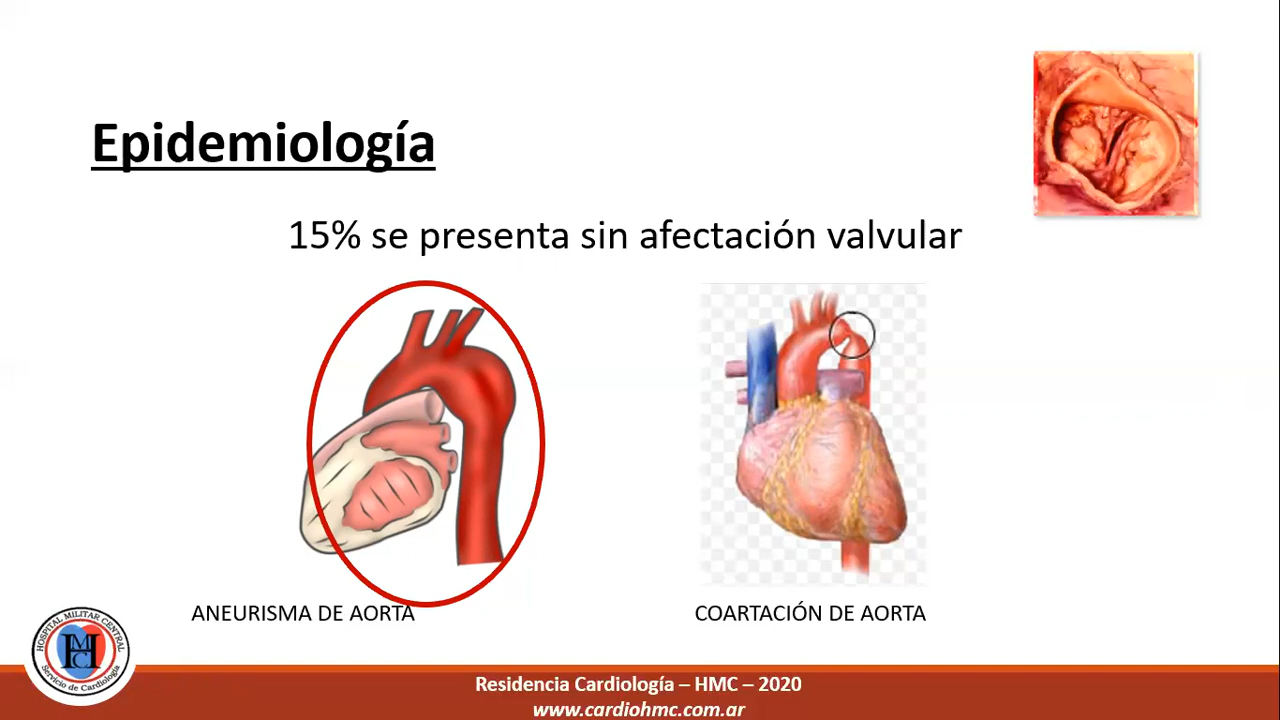 Epidemiología
15% se presenta sin afectación valvular
ANEURISMA DE AORTA
COARTACIÓN DE AORTA
HOSPITAL MILITAR CENTRAL
HMC
Servicio de Cardiología
Residencia Cardiología – HMC – 2020
www.cardiohmc.com.ar